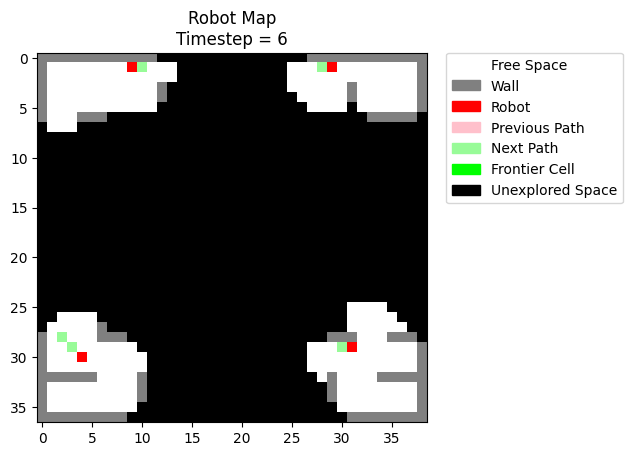 Robot Map
Timestep = 6
0
5
10
15
20
25
30
35
0
5
10
15
20
25
30
35
Free Space
Wall
Robot
Previous Path
Next Path
Frontier Cell
Unexplored Space